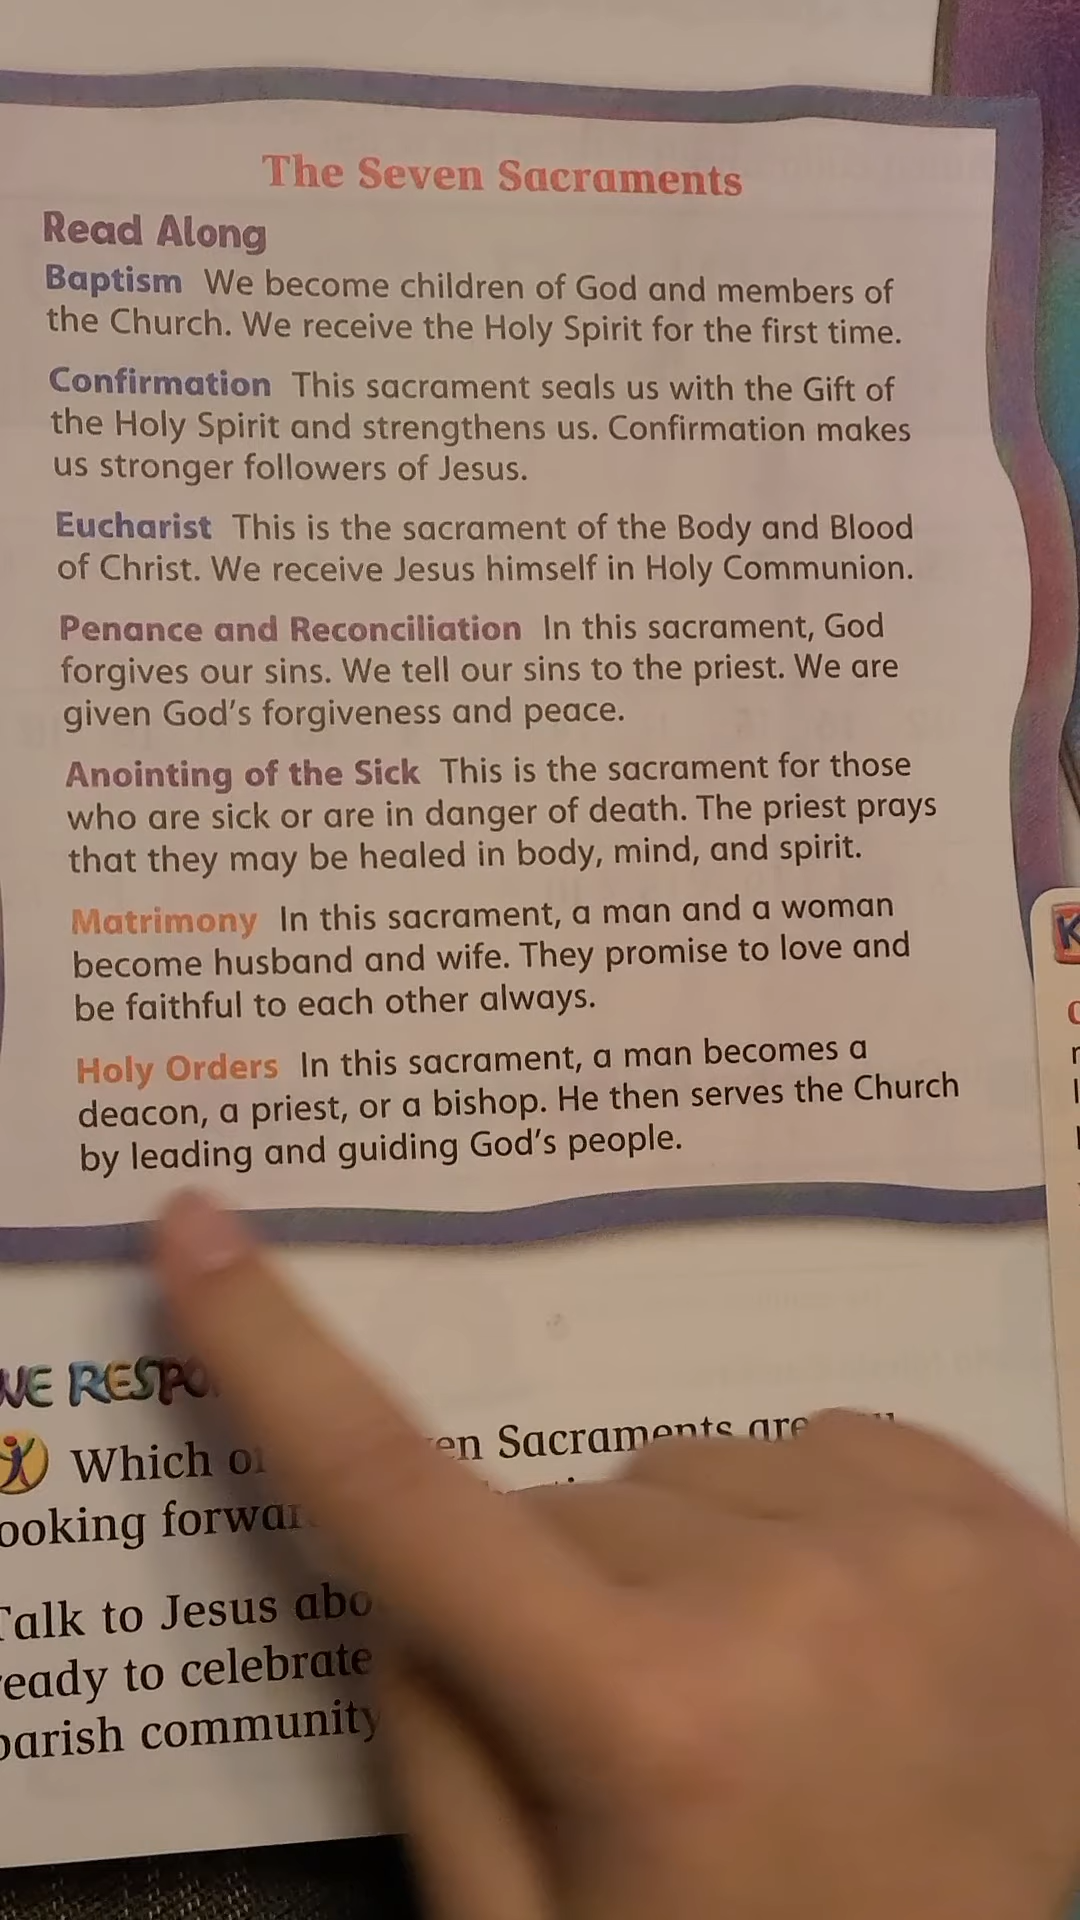 The Seven Sacraments
Read Along
Baptism We become children of God and members of
the Church. We receive the Holy Spirit for the first time.
Confirmation This sacrament seals us with the Gift of
the Holy Spirit and strengthens us. Confirmation makes
us stronger followers of Jesus.
Eucharist This is the sacrament of the Body and Blood
of Christ. We receive Jesus himself in Holy Communion.
Penance and Reconciliation In this sacrament, God
forgives our sins. We tell our sins to the priest. We are
given God's forgiveness and peace.
Anointing of the Sick This is the sacrament for those
who are sick or are in danger of death. The priest prays
that they may be healed in body, mind, and spirit.
Matrimony In this sacrament, a man and a woman
become husband and wife. They promise to love and
be faithful to each other always.
Holy Orders In this sacrament, a man becomes a
deacon, a priest, or a bishop. He then serves the Church
by leading and guiding God's people.
WE
Which Sacraments are
Talk to Jesus
to celebrate
community